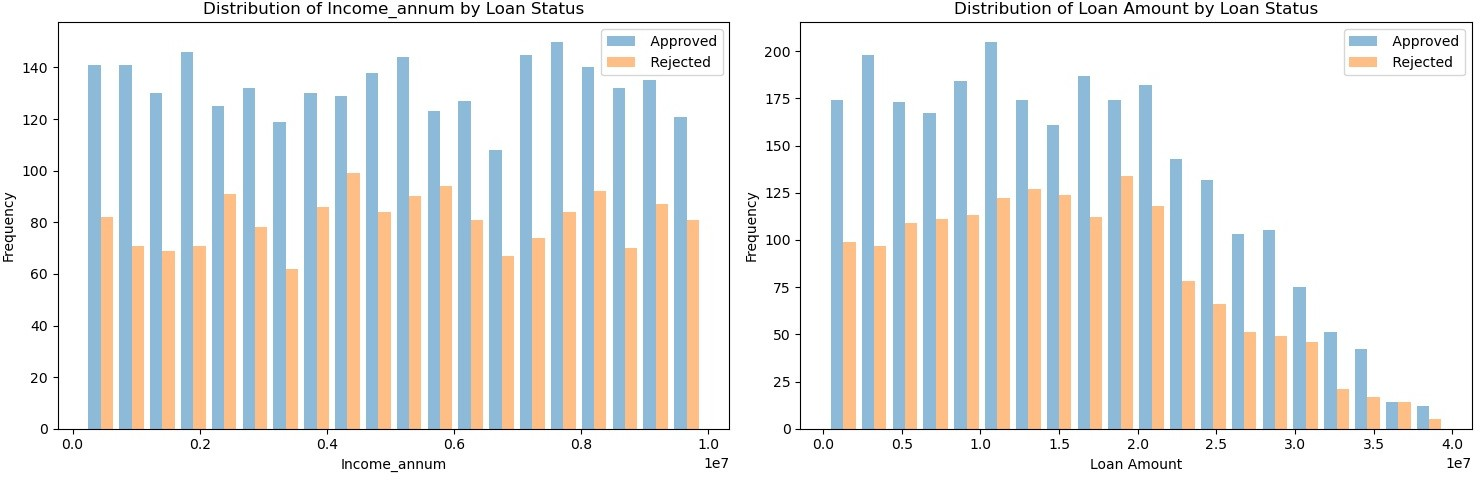 Distribution of Income_annum by Loan Status
Approved
Rejected
Frequency
140
120
100
80
60
40
20
0
0.0 0.2 0.4 0.6 0.8 1.0
1e7
Income_annum
Distribution of Loan Amount by Loan Status
Approved
Rejected
Frequency
200
175
150
125
100
75
50
25
0
0.0 0.5 1.0 1.5 2.0 2.5 3.0 3.5 4.0
1e7
Loan Amount